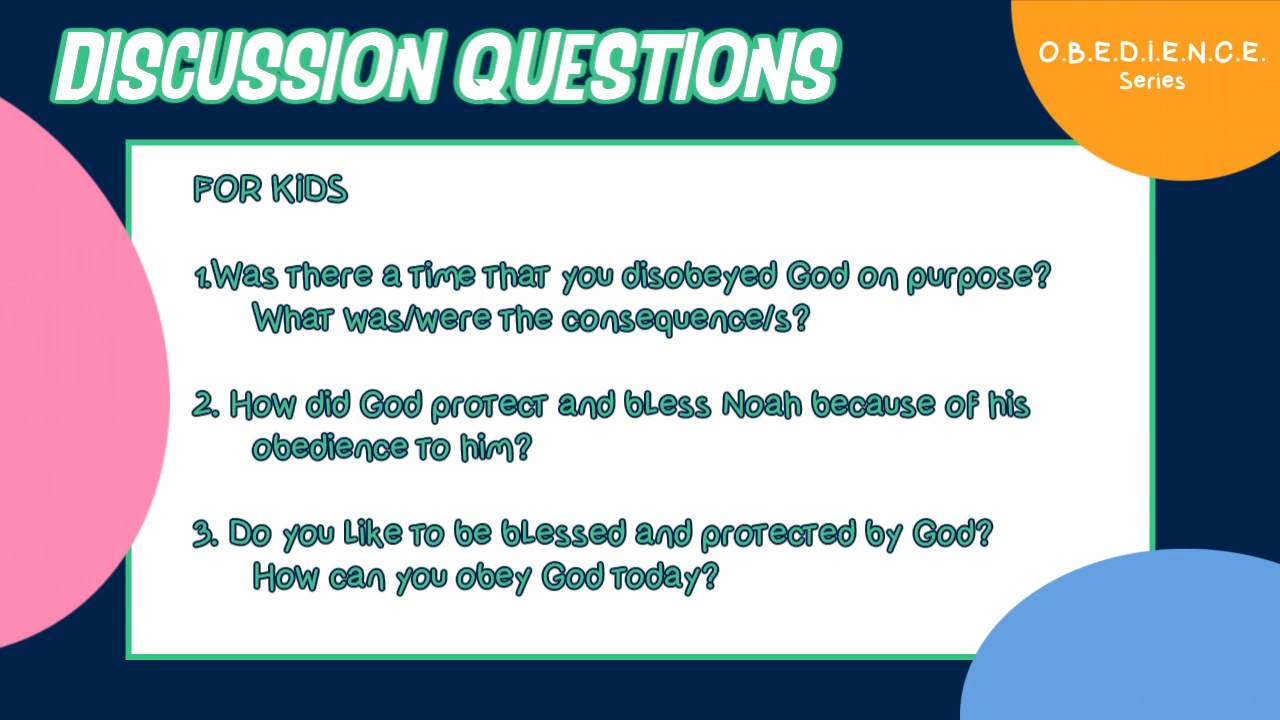 DISCUSSION QUESTIONS
O.B.E.D.I.E.N.C.E.
Series
FOR KIDS
1.Was there a time that you disobeyed God on purpose?
What was/were the consequence/s?
2. How did God protect and bless Noah because of his
obedience to him?
3. Do you like to be blessed and protected by God?
How can you obey God today?